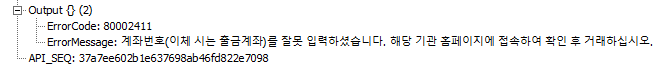 Output {} (2)
ErrorCode: 80002411
ErrorMessage: 계좌번호(이체 시는 출금계좌)를 잘못 입력하셨습니다. 해당 기관 홈페이지에 접속하여 확인 후 거래하십시오.
API_SEQ: 37a7ee602b1e637698ab46fd822e7098